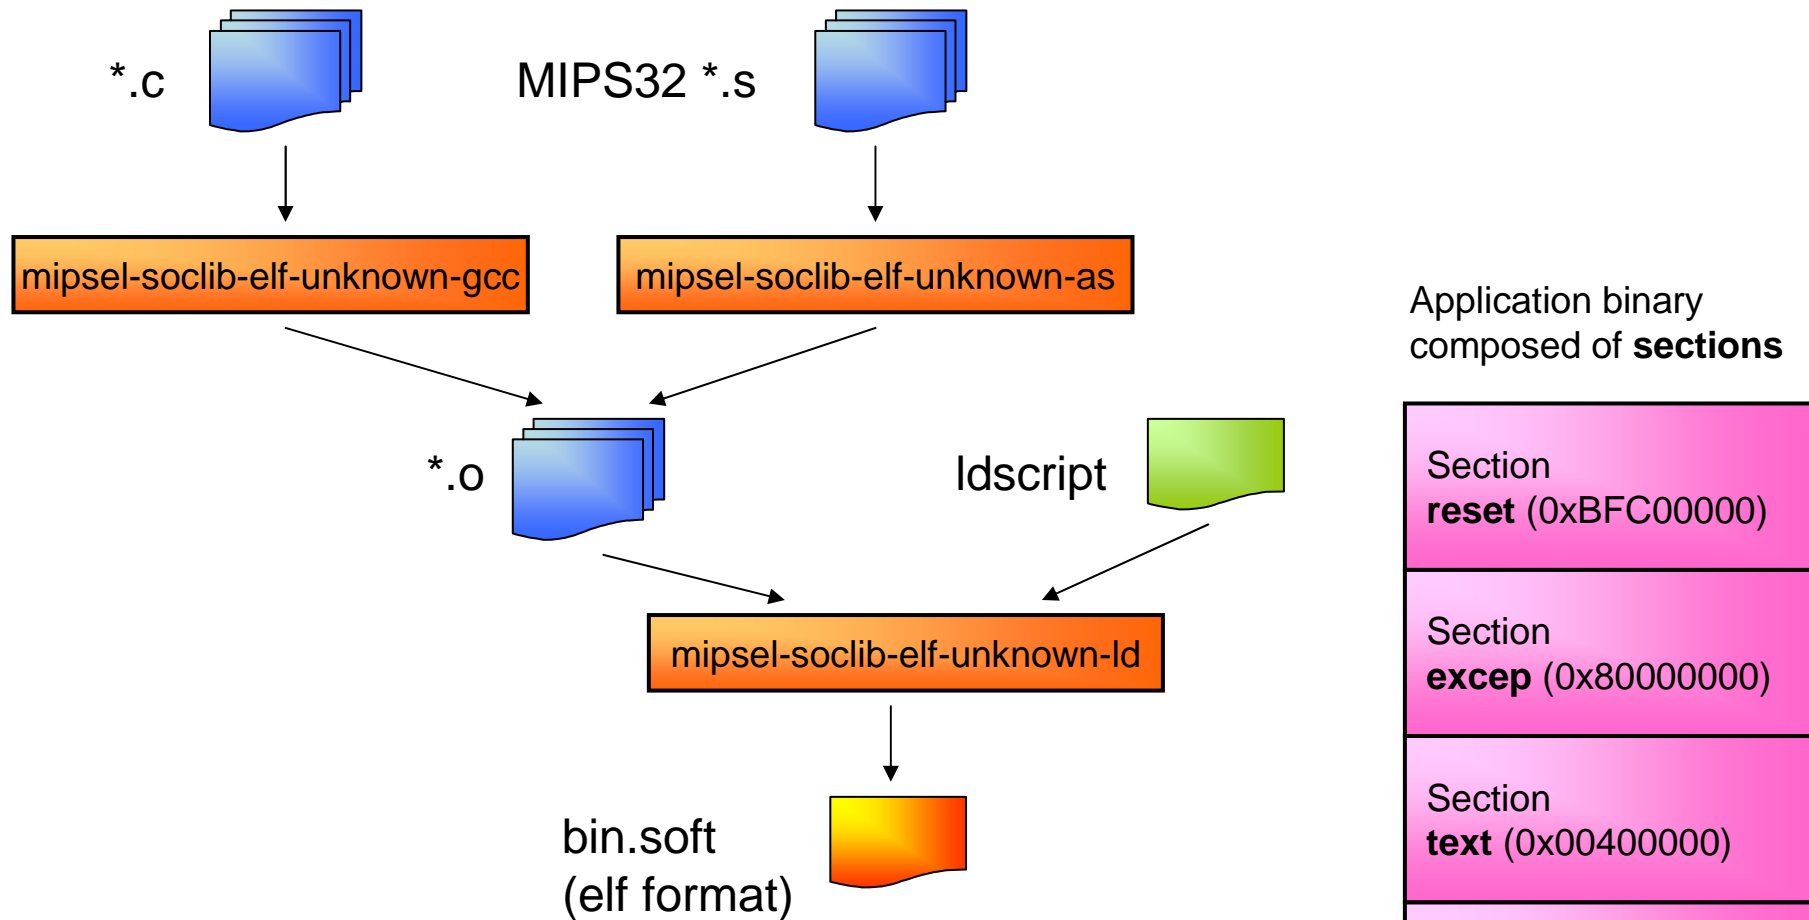 *.c
MIPS32 *.s
mipsel-soclib-elf-unknown-gcc
mipsel-soclib-elf-unknown-as
*.o
ldscript
mipsel-soclib-elf-unknown-ld
bin.soft
(elf format)
Application binary
composed of sections
Section
reset (0xBFC00000)
Section
excep (0x80000000)
Section
text (0x00400000)